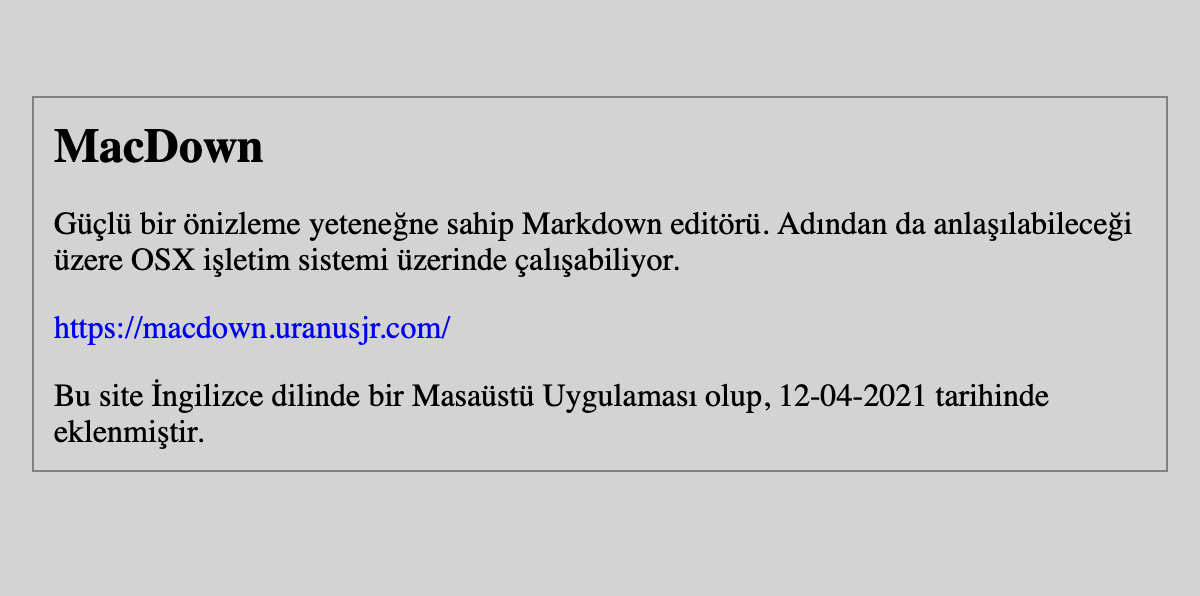 MacDown
Güçlü bir önizleme yeteneğne sahip Markdown editörü. Adından da anlaşılabileceği
üzere OSX işletim sistemi üzerinde çalışabiliyor.
https://macdown.uranusjr.com/
Bu site İngilizce dilinde bir Masaüstü Uygulaması olup, 12-04-2021 tarihinde
eklenmiştir.